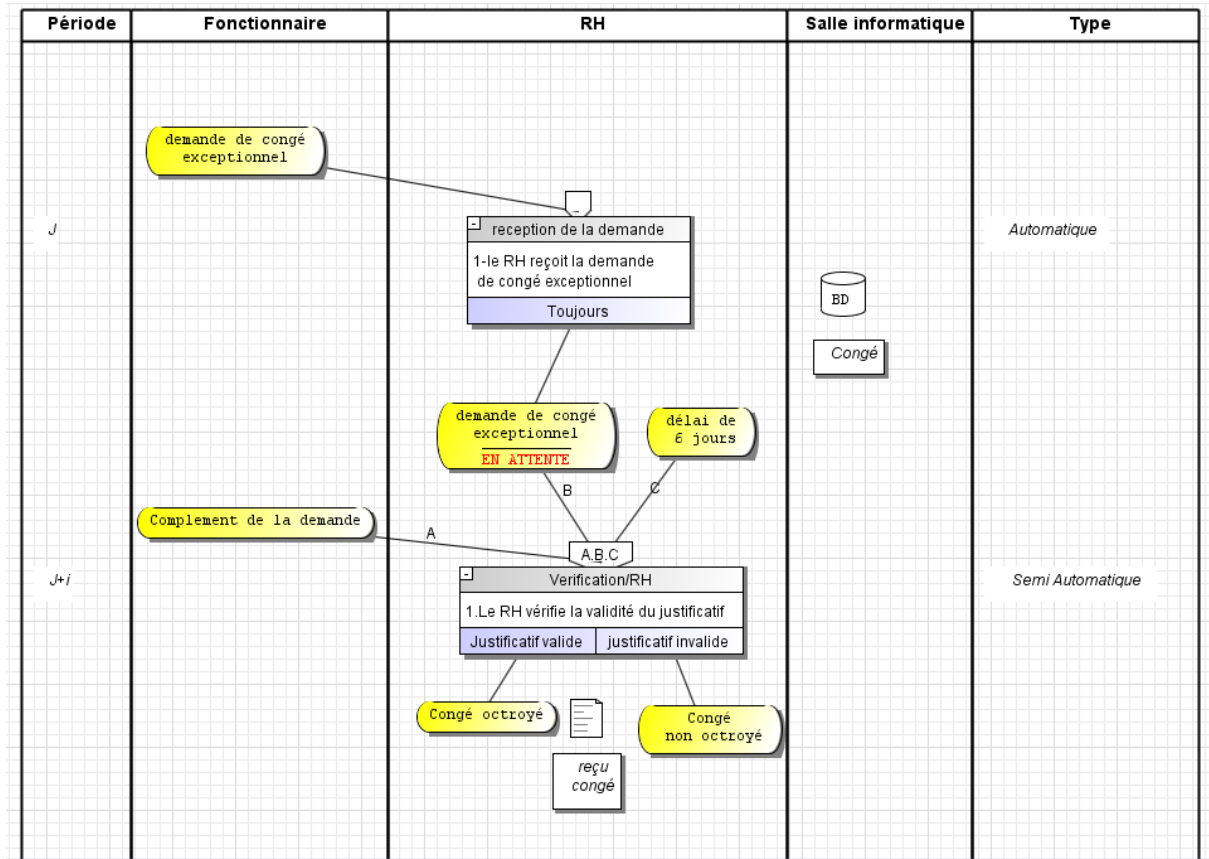 Période
Fonctionnaire
RH
Salle informatique
Type
demande de congé
exceptionnel
J
reception de la demande
Automatique
1-le RH reçoit la demande
de congé exceptionnel
Toujours
BD
Congé
demande de congé
exceptionnel
EN ATTENTE
délai de
6 jours
B
C
Complement de la demande
A
A.B.C
J+i
Verification/RH
Semi Automatique
1.Le RH vérifie la validité du justificatif
Justificatif valide
justificatif invalide
Congé octroyé
Congé
non octroyé
reçu
congé